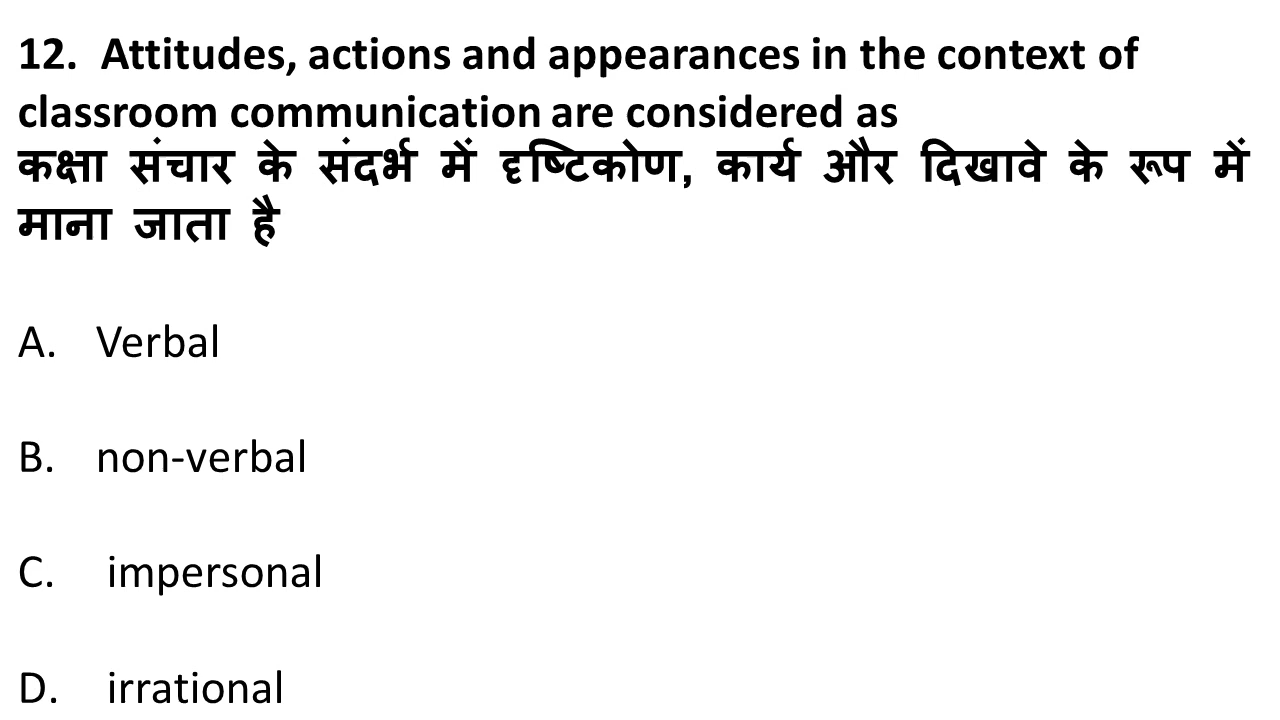 12. Attitudes, actions and appearances in the context of
classroom communication are considered as
कक्षा संचार के संदर्भ में दृष्टिकोण, कार्य और दिखावे के रूप में
माना जाता है
A. Verbal
B. non-verbal
C. impersonal
D. irrational